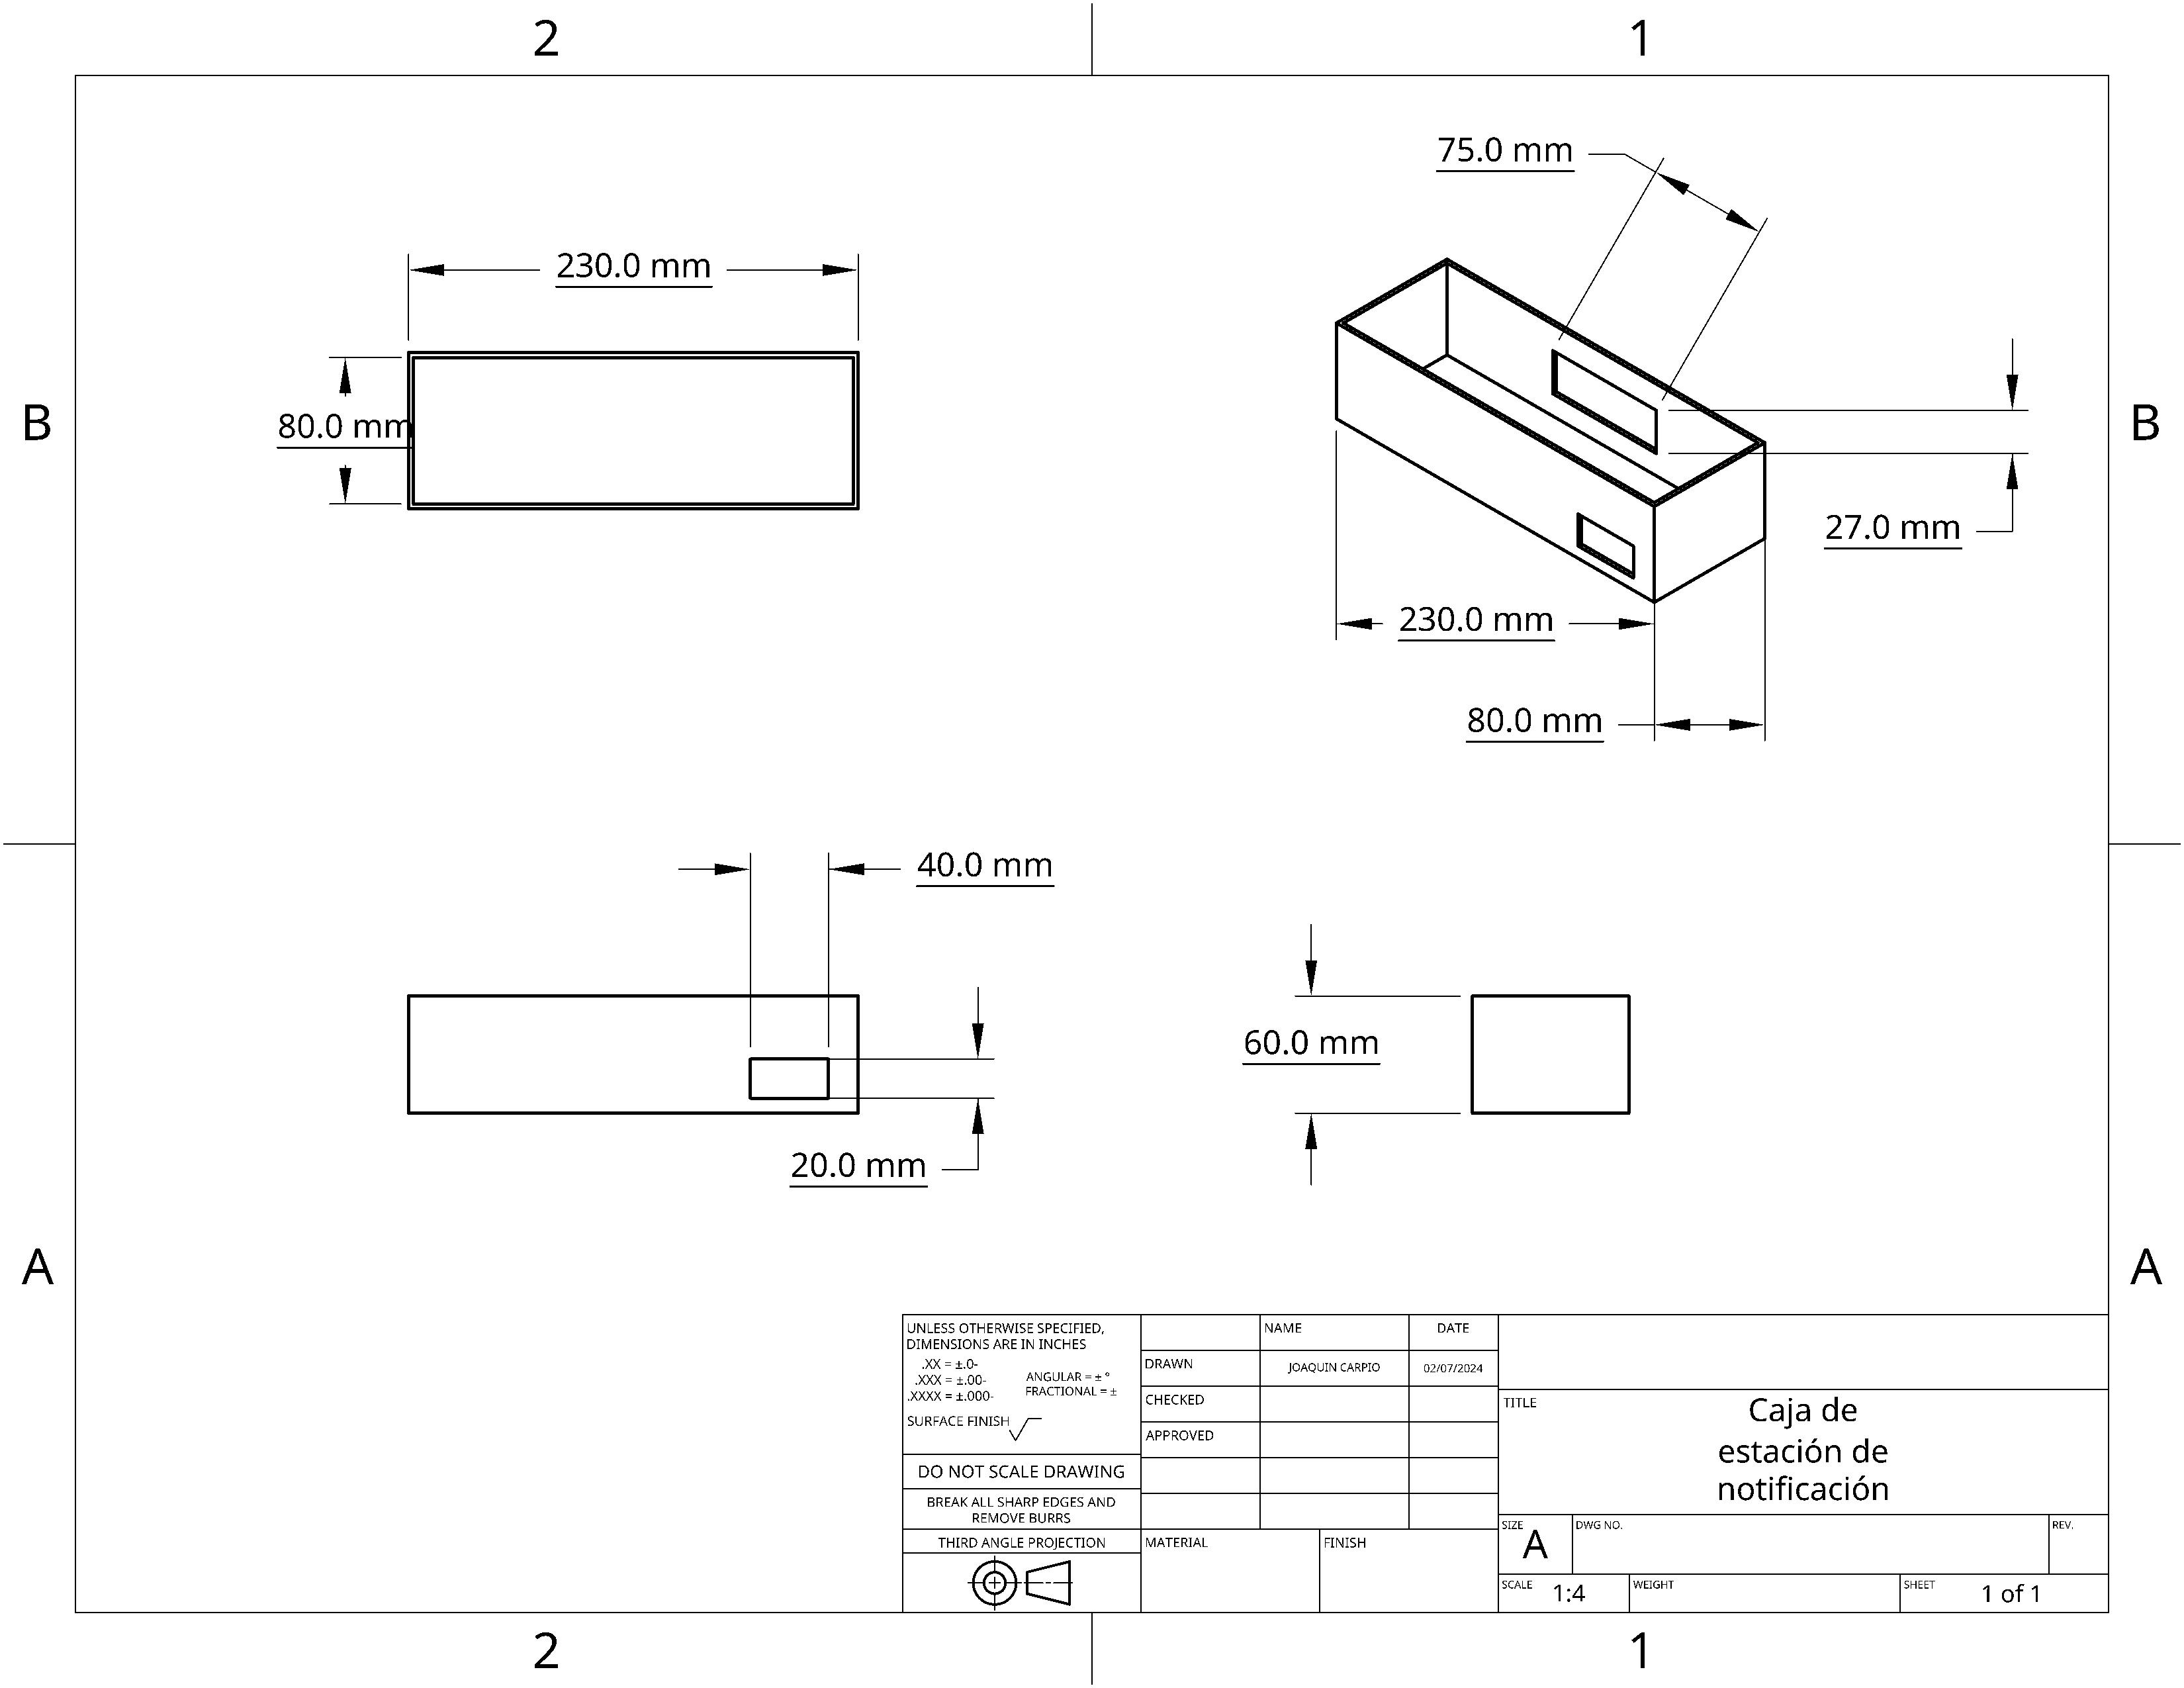 2
1
75.0 mm
230.0 mm
B
80.0 mm
B
27.0 mm
230.0 mm
80.0 mm
40.0 mm
60.0 mm
20.0 mm
A
A
UNLESS OTHERWISE SPECIFIED,
DIMENSIONS ARE IN INCHES
.XX = ±.0-
.XXX = ±.00-
.XXXX = ±.000-
ANGULAR = ± °
FRACTIONAL = ±
SURFACE FINISH
DO NOT SCALE DRAWING
BREAK ALL SHARP EDGES AND
REMOVE BURRS
THIRD ANGLE PROJECTION
NAME
DATE
DRAWN
JOAQUIN CARPIO
02/07/2024
CHECKED
APPROVED
MATERIAL
FINISH
TITLE
Caja de
estación de
notificación
SIZE
A
DWG NO.
REV.
SCALE
1:4
WEIGHT
SHEET
1 of 1
2
1